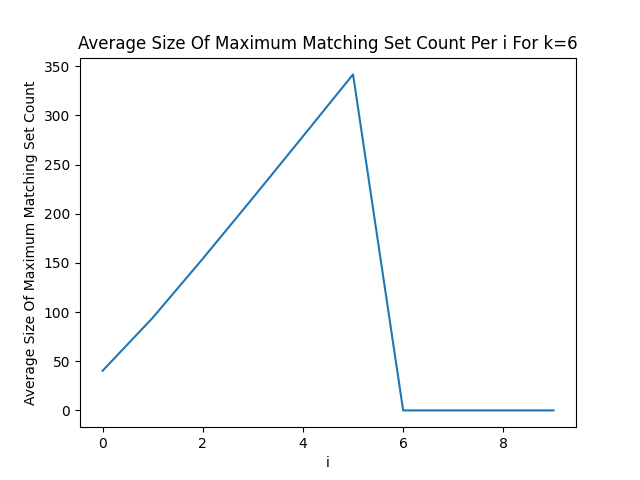 Average Size Of Maximum Matching Set Count Per i For k=6
Average Size Of Maximum Matching Set Count
350
300
250
200
150
100
50
0
0 2 4 6 8
i